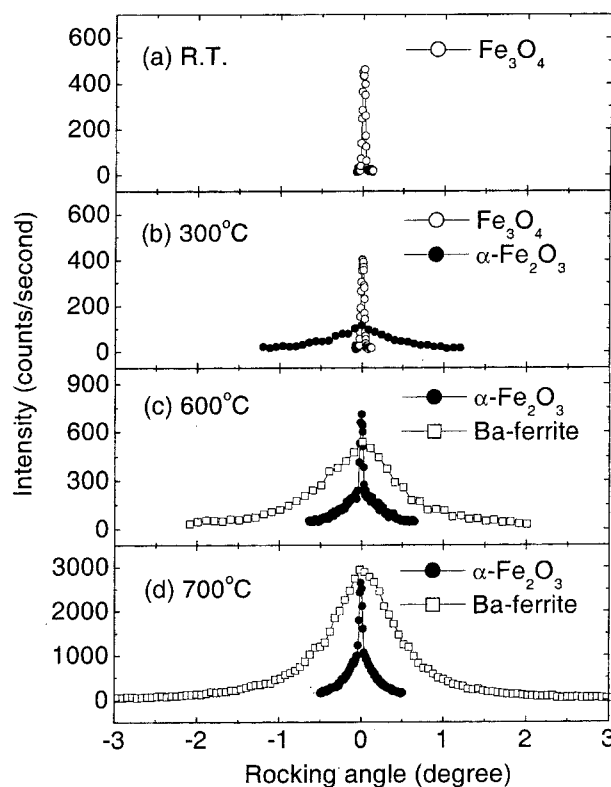 Intensity (counts/second)
(a) R.T.
Fe₃O₄
600
400
200
0
(b) 300°C
Fe₃O₄
α-Fe₂O₃
600
400
200
0
(c) 600°C
α-Fe₂O₃
Ba-ferrite
900
600
300
0
(d) 700°C
α-Fe₂O₃
Ba-ferrite
3000
2000
1000
0
-3 -2 -1 0 1 2 3
Rocking angle (degree)